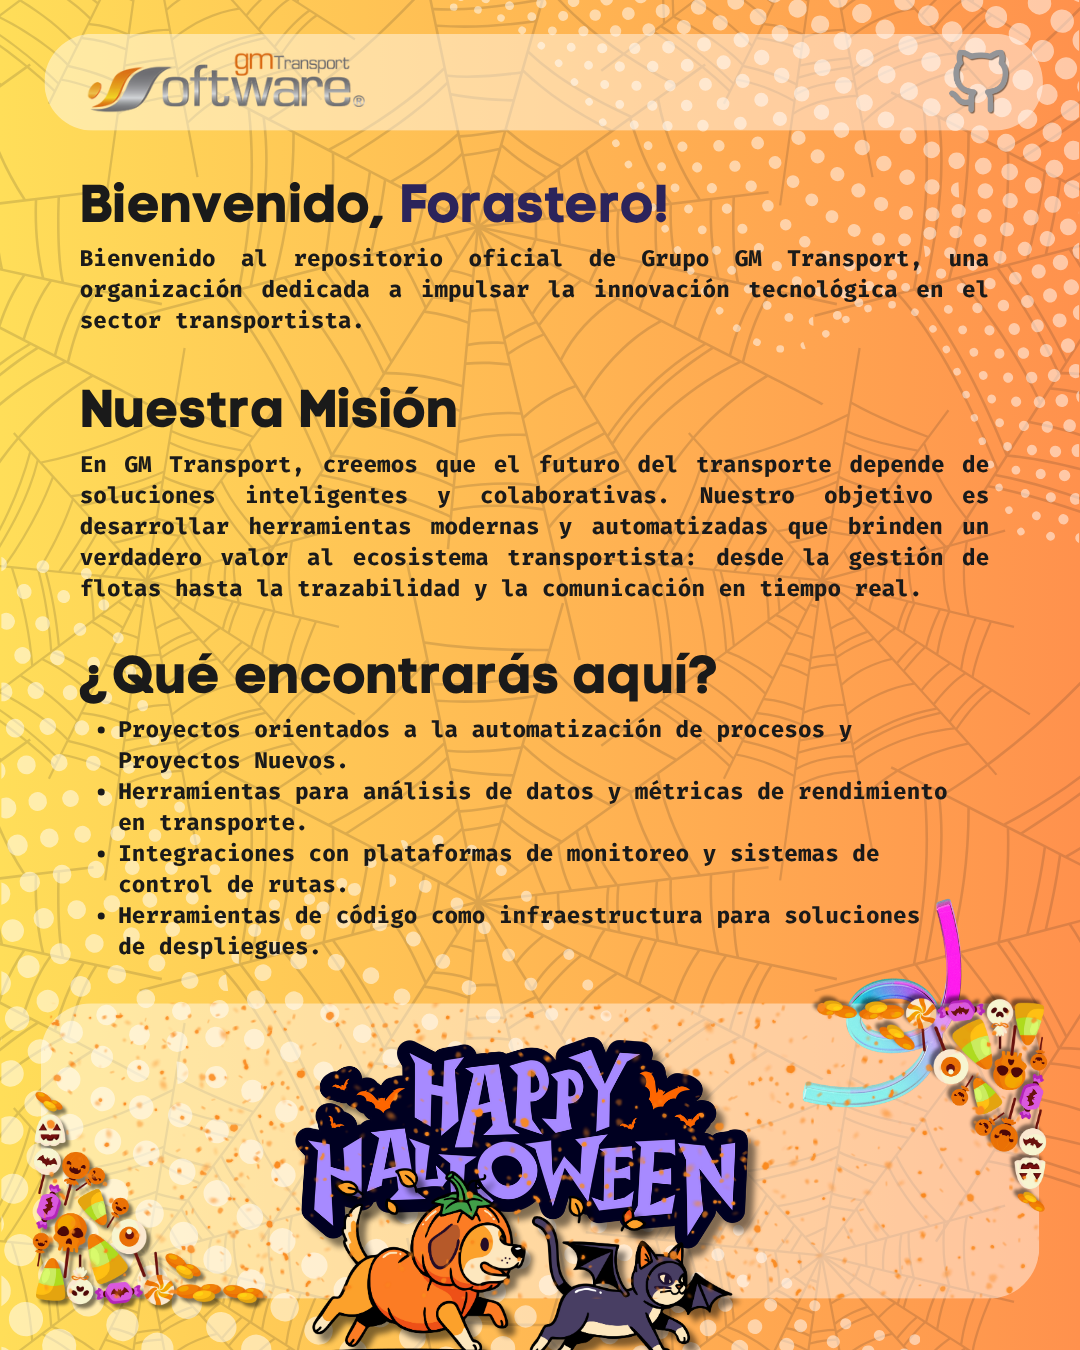 gmTransport
Software®
Bienvenido, Forastero!
Bienvenido al repositorio oficial de Grupo GM Transport, una
organización dedicada a impulsar la innovación tecnológica en el
sector transportista.
Nuestra Misión
En GM Transport, creemos que el futuro del transporte depende de
soluciones inteligentes y colaborativas. Nuestro objetivo es
desarrollar herramientas modernas y automatizadas que brinden un
verdadero valor al ecosistema transportista: desde la gestión de
flotas hasta la trazabilidad y la comunicación en tiempo real.
¿Qué encontrarás aquí?
• Proyectos orientados a la automatización de procesos y
Proyectos Nuevos.
• Herramientas para análisis de datos y métricas de rendimiento
en transporte.
• Integraciones con plataformas de monitoreo y sistemas de
control de rutas.
• Herramientas de código como infraestructura para soluciones
de despliegues.
HAPPY
HALLOWEEN